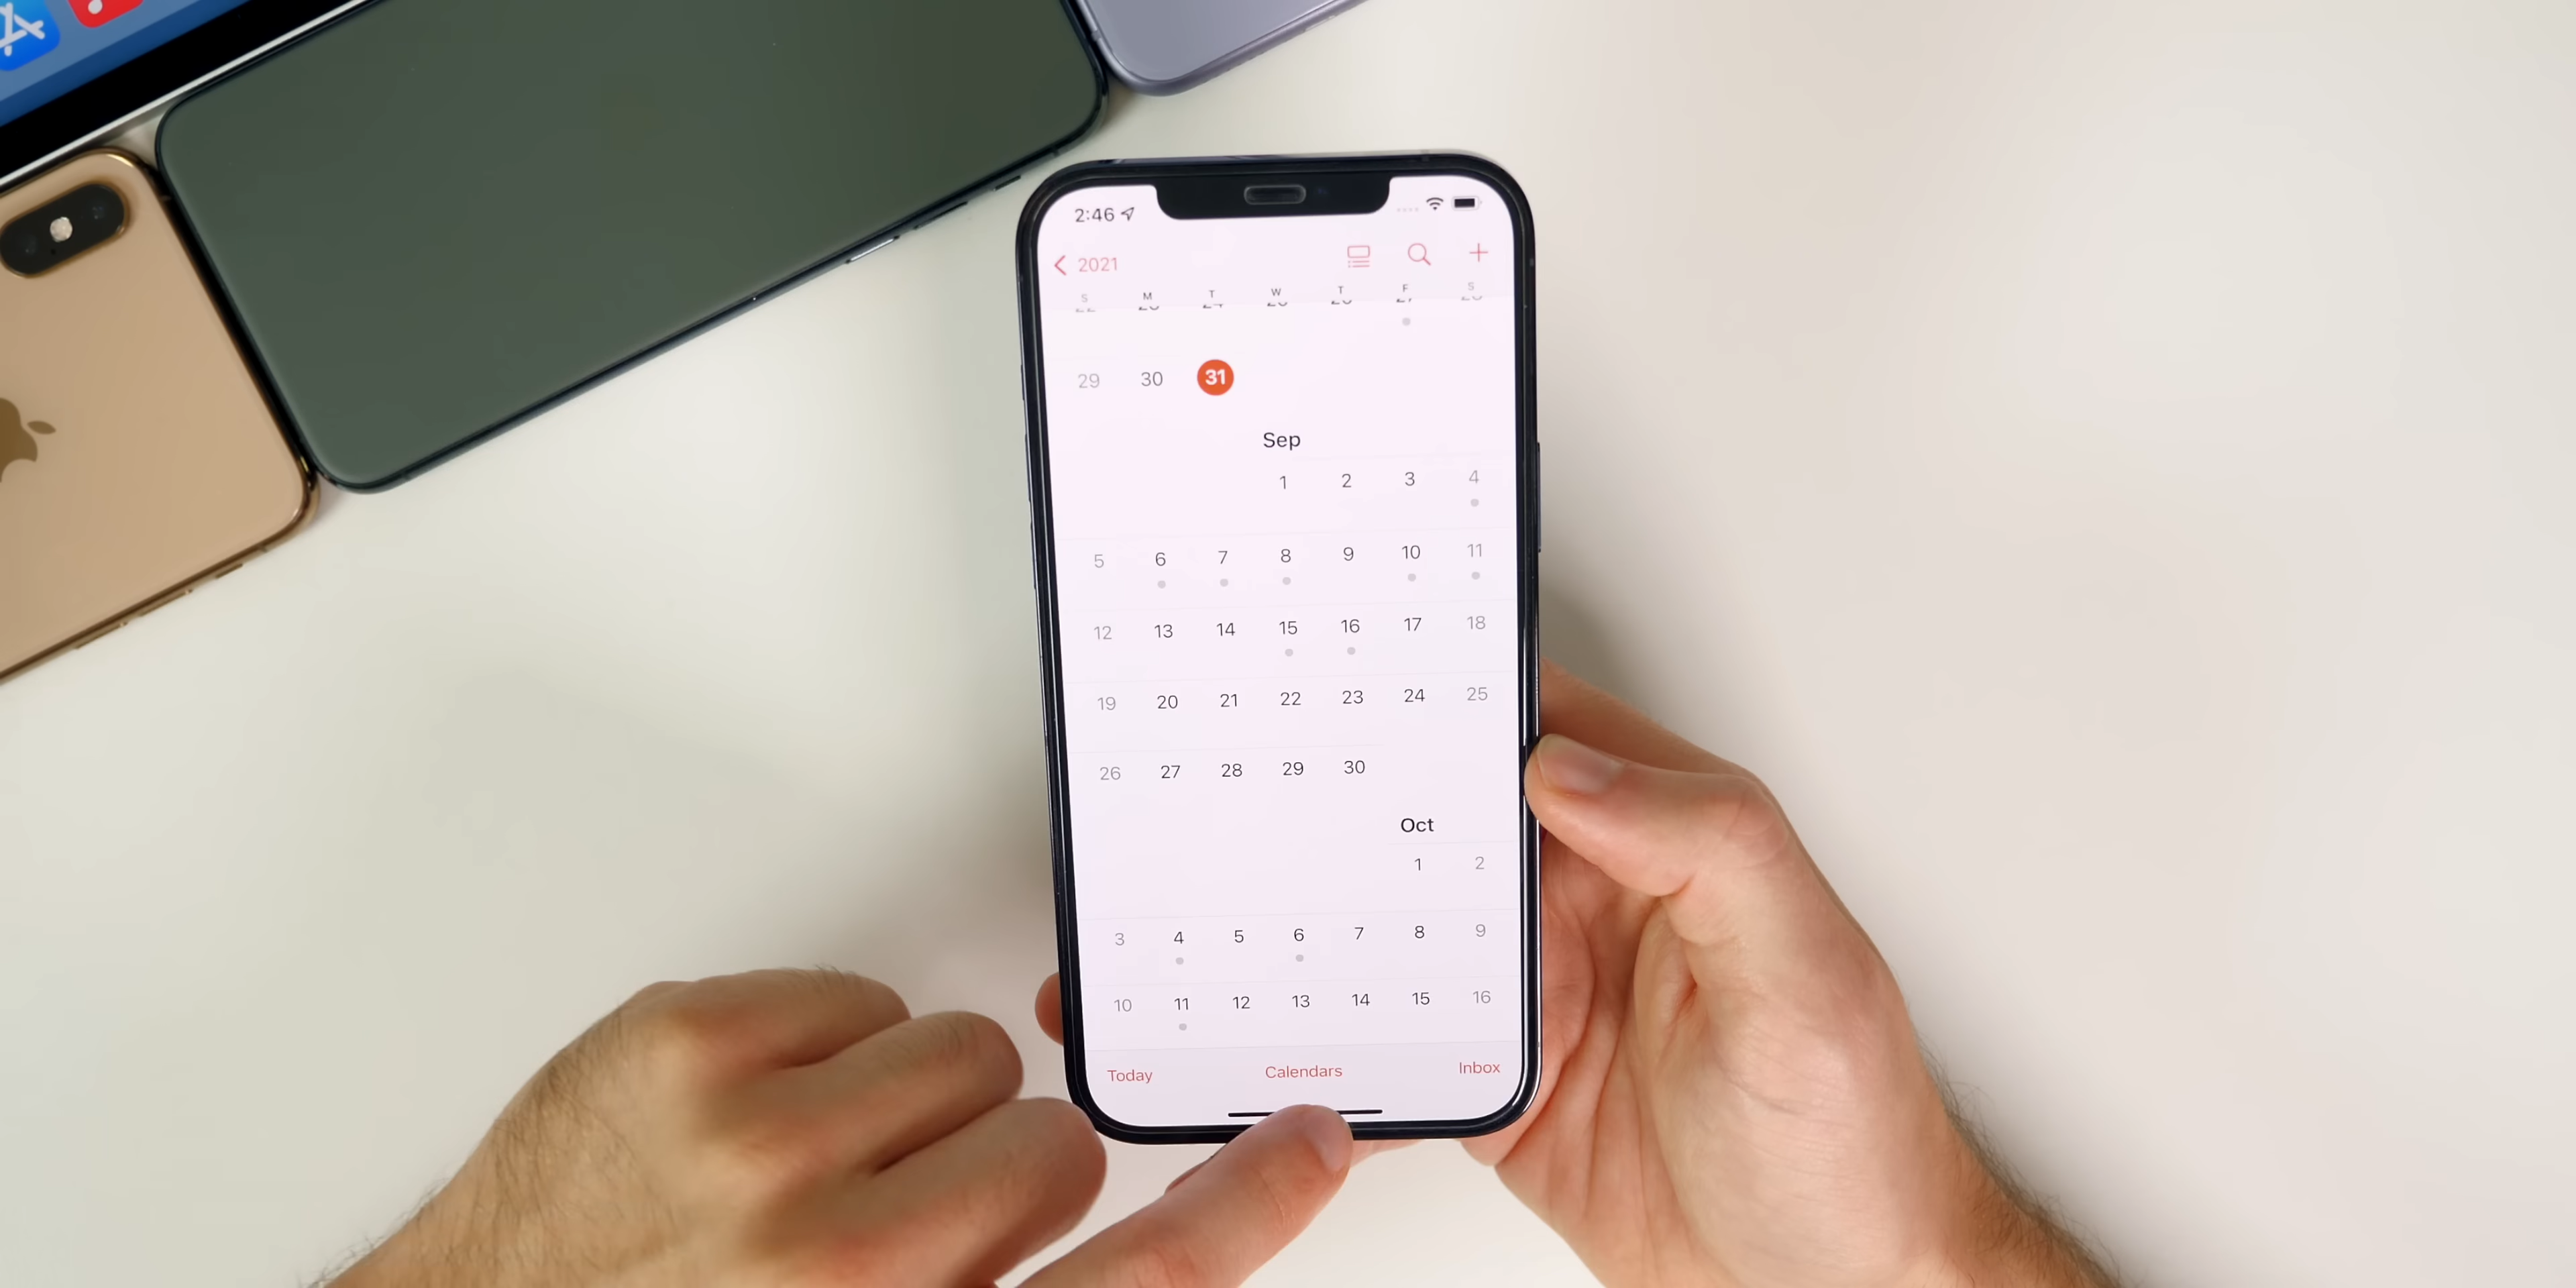 2:46
2021
S M T W T F S
29 30 31
Sep
1 2 3 4
5 6 7 8 9 10 11
12 13 14 15 16 17 18
19 20 21 22 23 24 25
26 27 28 29 30
Oct
1 2
3 4 5 6 7 8 9
10 11 12 13 14 15 16
Today Calendars Inbox